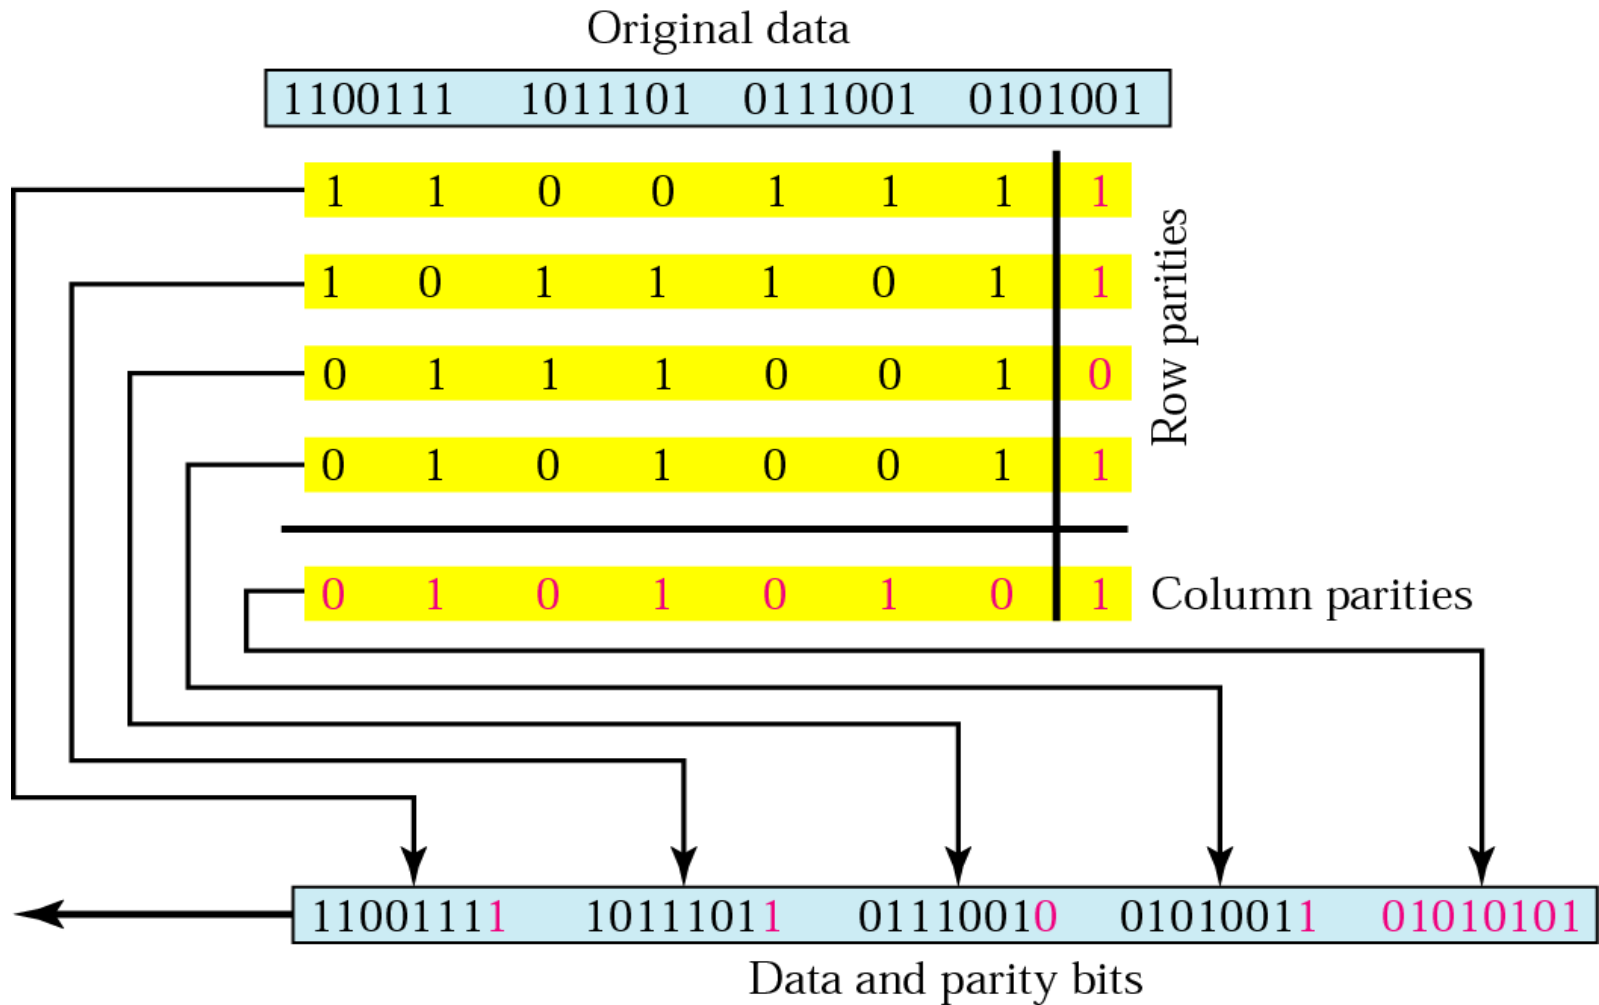 Original data
1100111 1011101 0111001 0101001
1 1 0 0 1 1 1 1
1 0 1 1 1 0 1 1
0 1 1 1 0 0 1 0
0 1 0 1 0 0 1 1
Row parities
0 1 0 1 0 1 0 1 Column parities
11001111 10111011 01110010 01010011 01010101
Data and parity bits